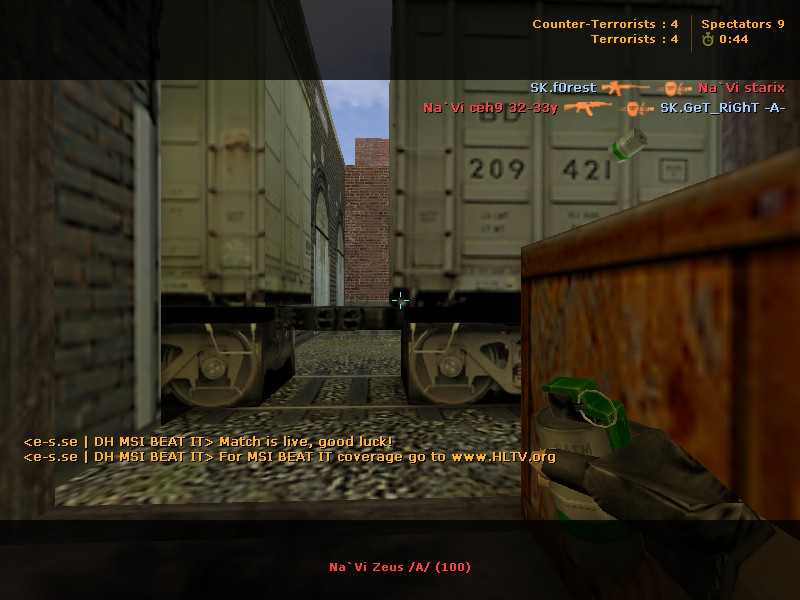 Counter-Terrorists : 4
Terrorists : 4
Spectators 9
0:44
SK.f0rest Na`Vi starix
Na`Vi ceh9 32-33y SK.GeT_RiGhT -A-
BD
209 421
<e-s.se | DH MSI BEAT IT> Match is live, good luck!
<e-s.se | DH MSI BEAT IT> For MSI BEAT IT coverage go to www.HLTV.org
Na`Vi Zeus /A/ (100)